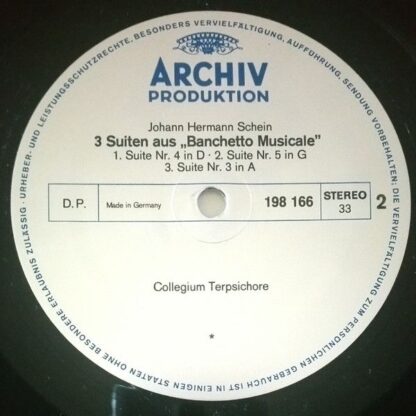 URHEBER- UND LEISTUNGSSCHUTZRECHTE, BESONDERS VERVIELFÄLTIGUNG, AUFFÜHRUNG, SENDUNG VORBEHALTEN: DIE VERVIELFÄLTIGUNG ZUM PERSÖNLICHEN GEBRAUCH IST IN EINIGEN STAATEN OHNE BESONDERE ERLAUBNIS ZULÄSSIG ·
ARCHIV
PRODUKTION
Johann Hermann Schein
3 Suiten aus „Banchetto Musicale"
1. Suite Nr. 4 in D · 2. Suite Nr. 5 in G
3. Suite Nr. 3 in A
D.P. Made in Germany 198 166 STEREO 33 2
Collegium Terpsichore
*